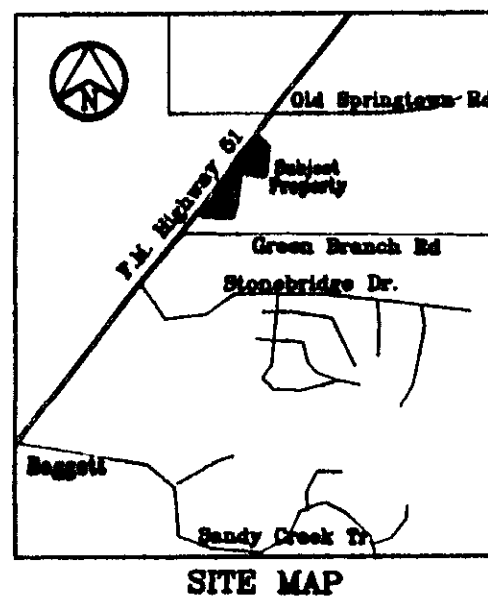 N
Old Springtown Rd
F.M. Highway 51
Subject
Property
Green Branch Rd
Stonebridge Dr.
Baggett
Sandy Creek Tr
SITE MAP